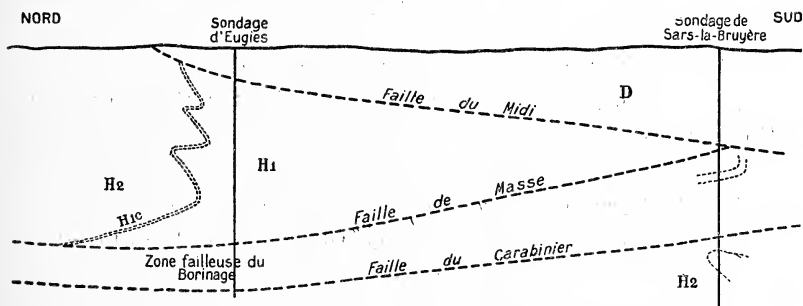 NORD
Sondage
d'Eugies
Sondage de
Sars-la-Bruyère
SUD
Faille du Midi
D
H2
H1
H1c
Faille de Masse
Zone failleuse du
Borinage
Faille du Carabinier
H2